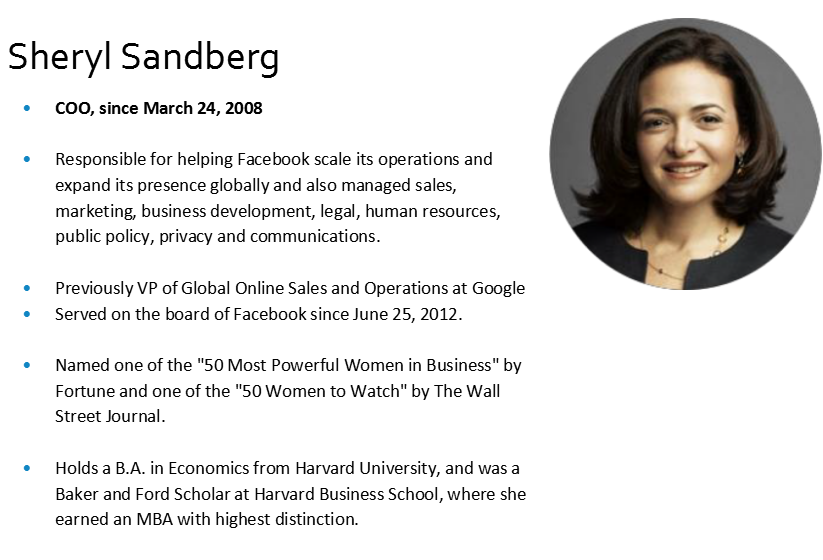 Sheryl Sandberg
• COO, since March 24, 2008
• Responsible for helping Facebook scale its operations and
expand its presence globally and also managed sales,
marketing, business development, legal, human resources,
public policy, privacy and communications.
• Previously VP of Global Online Sales and Operations at Google
• Served on the board of Facebook since June 25, 2012.
• Named one of the "50 Most Powerful Women in Business" by
Fortune and one of the "50 Women to Watch" by The Wall
Street Journal.
• Holds a B.A. in Economics from Harvard University, and was a
Baker and Ford Scholar at Harvard Business School, where she
earned an MBA with highest distinction.